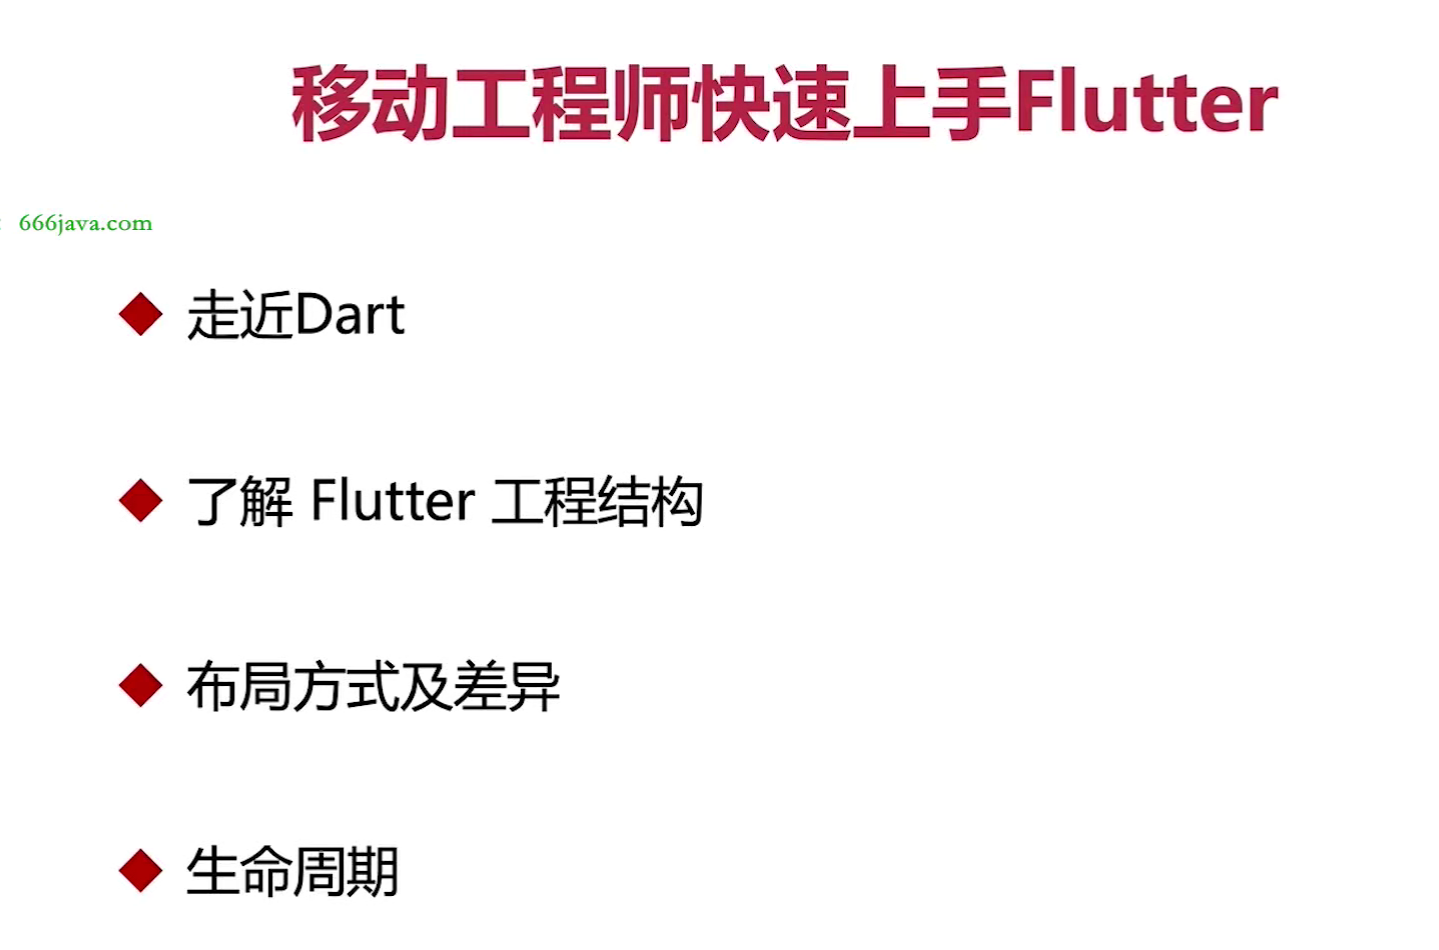 移动工程师快速上手Flutter
666java.com
走近Dart
了解 Flutter 工程结构
布局方式及差异
生命周期